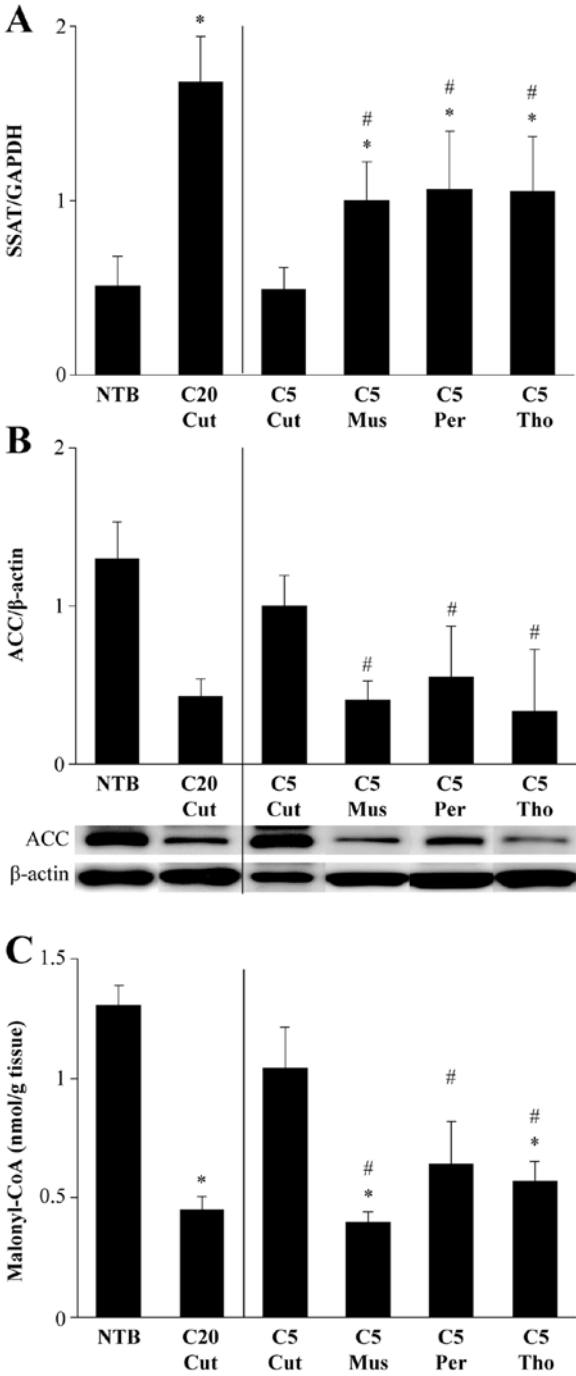 A
SSAT/GAPDH
2
1
0
*
#
*
#
*
#
*
NTB
C20
Cut
C5
Cut
C5
Mus
C5
Per
C5
Tho
B
ACC/β-actin
2
1
0
#
#
#
NTB
C20
Cut
C5
Cut
C5
Mus
C5
Per
C5
Tho
ACC
β-actin
C
Malonyl-CoA (nmol/g tissue)
1.5
1
0.5
0
*
#
*
#
#
*
NTB
C20
Cut
C5
Cut
C5
Mus
C5
Per
C5
Tho